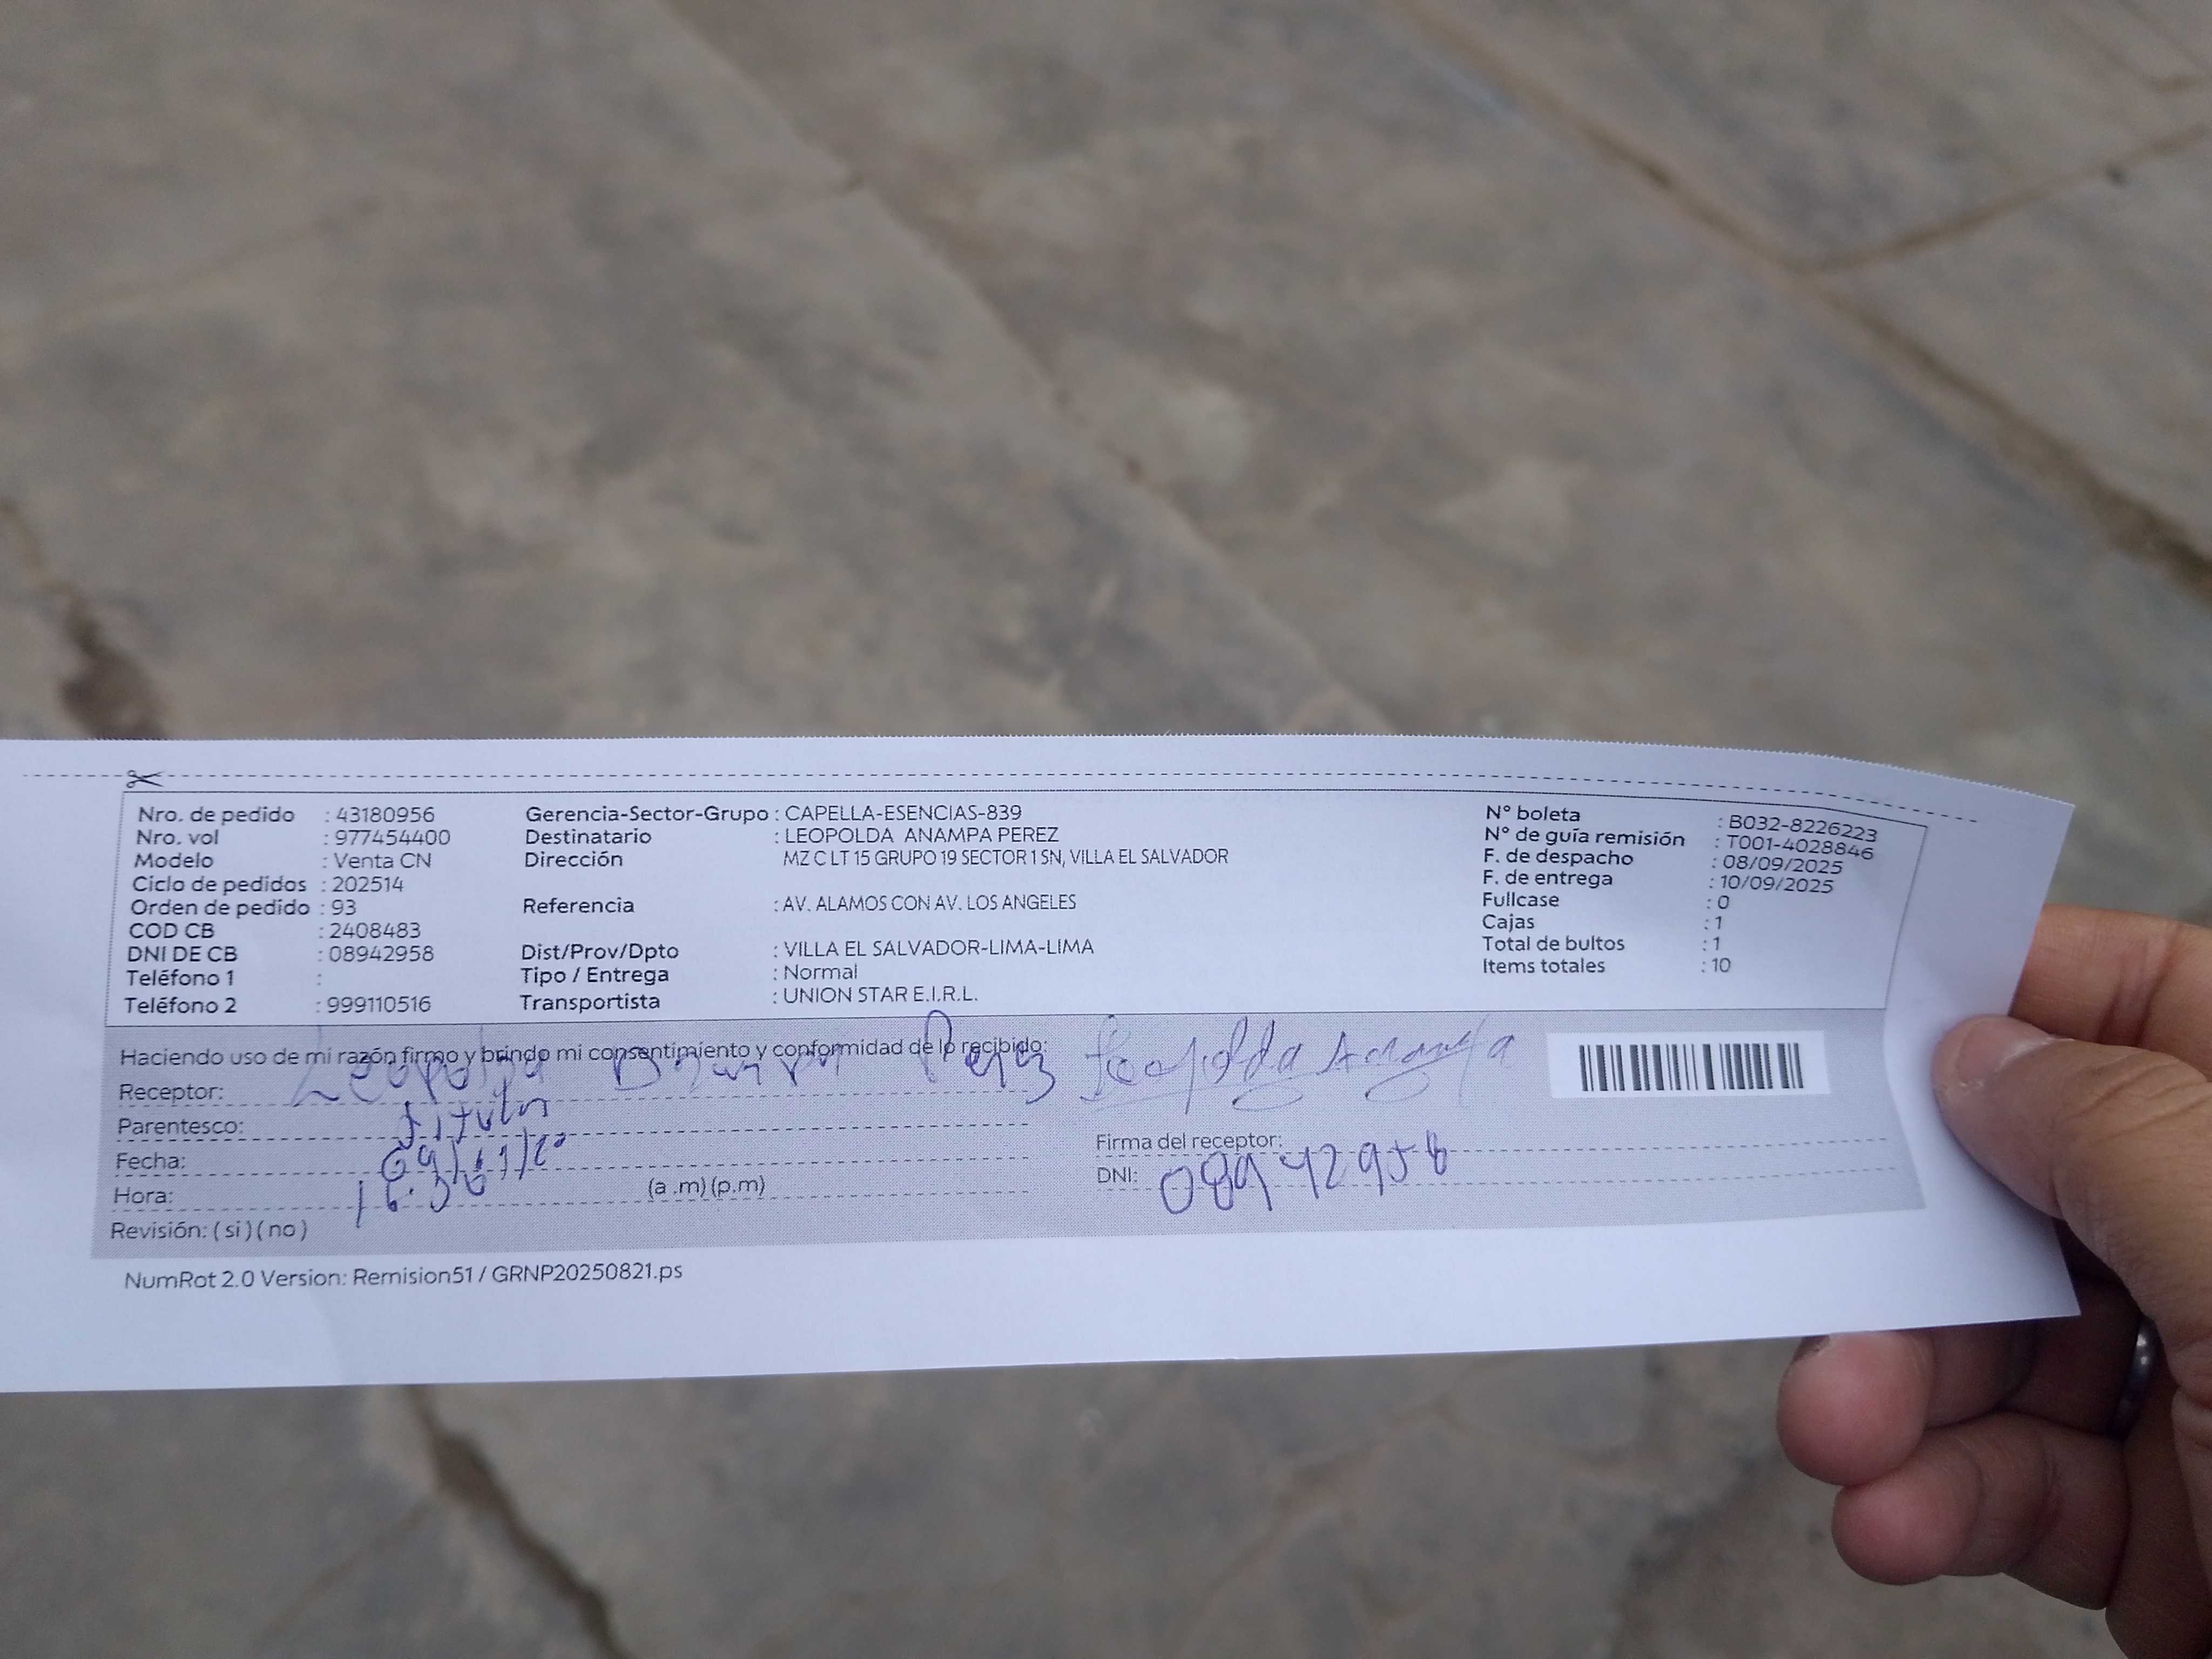 Nro. de pedido : 43180956
Nro. vol : 977454400
Modelo : Venta CN
Ciclo de pedidos : 202514
Orden de pedido : 93
COD CB : 2408483
DNI DE CB : 08942958
Teléfono 1 :
Teléfono 2 : 999110516
Gerencia-Sector-Grupo : CAPELLA-ESENCIAS-839
Destinatario : LEOPOLDA ANAMPA PEREZ
Dirección MZ C LT 15 GRUPO 19 SECTOR 1 SN, VILLA EL SALVADOR
Referencia : AV. ALAMOS CON AV. LOS ANGELES
Dist/Prov/Dpto : VILLA EL SALVADOR-LIMA-LIMA
Tipo / Entrega : Normal
Transportista : UNION STAR E.I.R.L.
N° boleta : B032-8226223
N° de guía remisión : T001-4028846
F. de despacho : 08/09/2025
F. de entrega : 10/09/2025
Fullcase : 0
Cajas : 1
Total de bultos : 1
Items totales : 10
Haciendo uso de mi razón firmo y brindo mi consentimiento y conformidad de lo recibido:
Receptor: Leopolda Perez
Parentesco: titular
Fecha:
Hora: (a .m) (p.m)
Revisión: ( si ) ( no )
Leopolda Anampa
Firma del receptor:
DNI: 08942958
NumRot 2.0 Version: Remision51 / GRNP20250821.ps